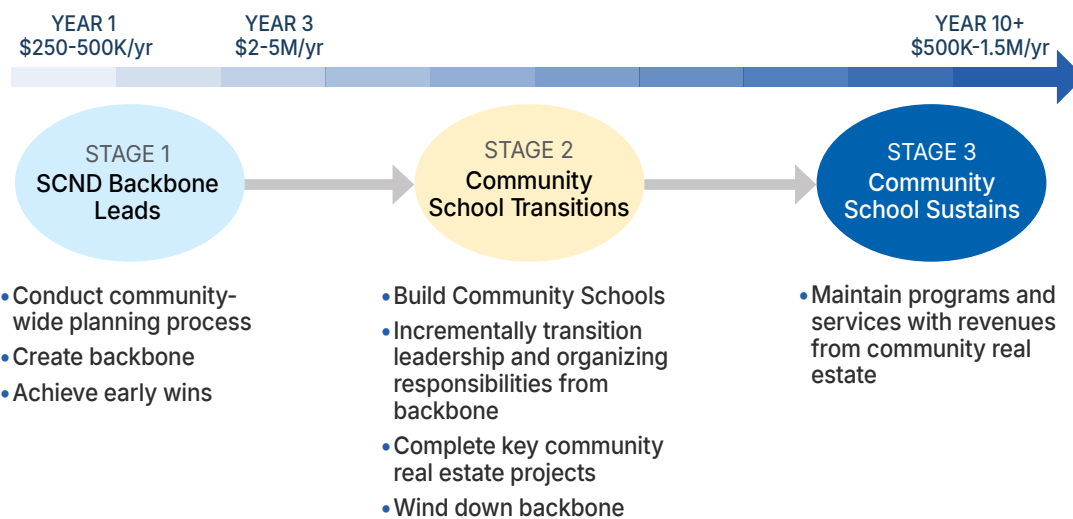 YEAR 1
$250-500K/yr
YEAR 3
$2-5M/yr
YEAR 10+
$500K-1.5M/yr
STAGE 1
SCND Backbone
Leads
STAGE 2
Community
School Transitions
STAGE 3
Community
School Sustains
•Conduct community-
wide planning process
•Create backbone
•Achieve early wins
•Build Community Schools
•Incrementally transition
leadership and organizing
responsibilities from
backbone
•Complete key community
real estate projects
•Wind down backbone
•Maintain programs and
services with revenues
from community real
estate